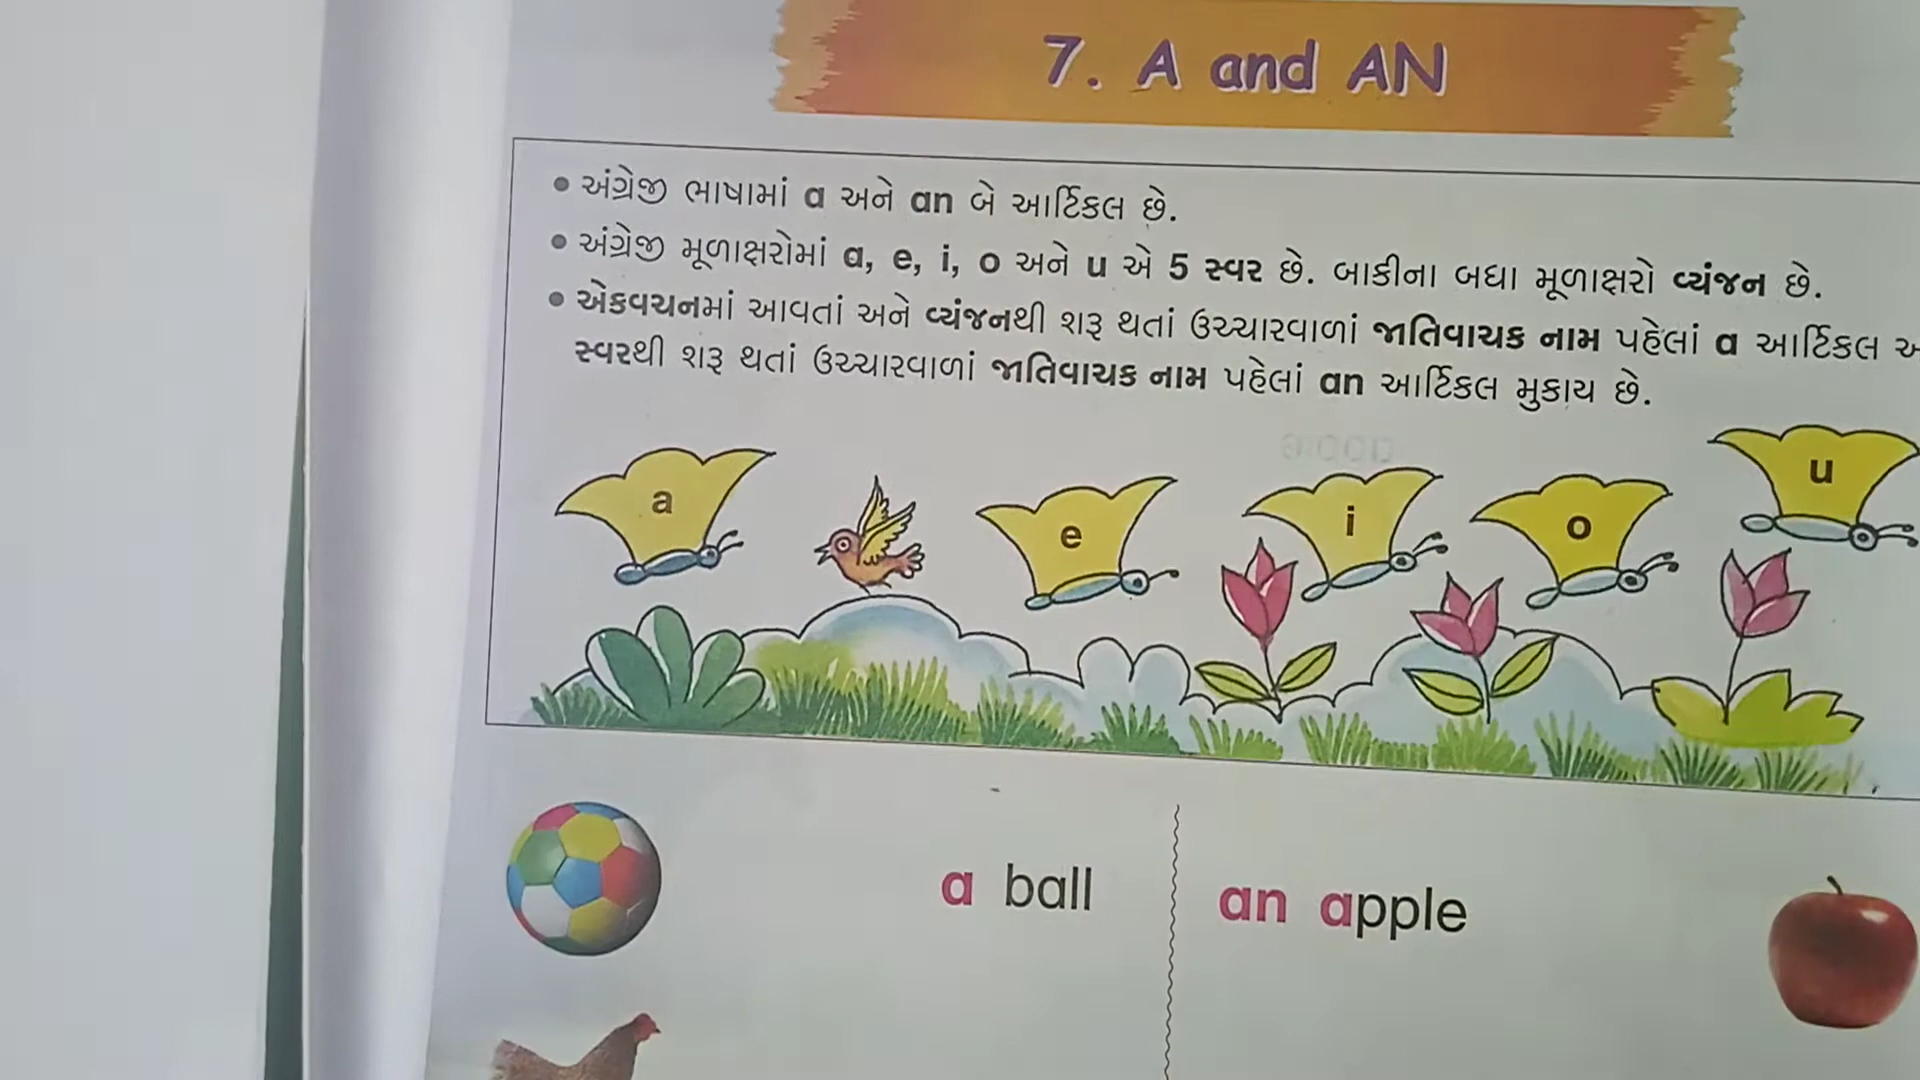 7. A and AN
• અંગ્રેજી ભાષામાં a અને an બે આર્ટિકલ છે.
• અંગ્રેજી મૂળાક્ષરોમાં a, e, i, o અને u એ 5 સ્વર છે. બાકીના બધા મૂળાક્ષરો વ્યંજન છે.
• એકવચનમાં આવતાં અને વ્યંજનથી શરૂ થતાં ઉચ્ચારવાળાં જાતિવાચક નામ પહેલાં a આર્ટિકલ
સ્વરથી શરૂ થતાં ઉચ્ચારવાળાં જાતિવાચક નામ પહેલાં an આર્ટિકલ મુકાય છે.
a e i o u
a ball an apple